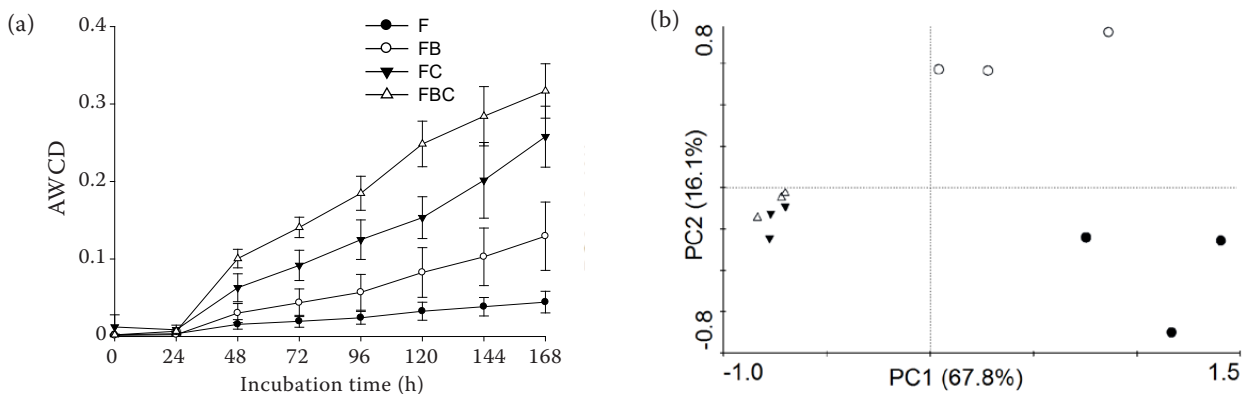 (a)
0.4
0.3
0.2
0.1
0
AWCD
F
FB
FC
FBC
0 24 48 72 96 120 144 168
Incubation time (h)
(b)
0.8
-0.8
PC2 (16.1%)
-1.0 1.5
PC1 (67.8%)